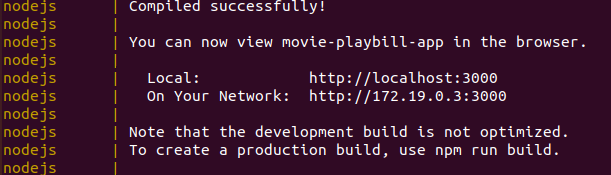 nodejs | Compiled successfully!
nodejs |
nodejs | You can now view movie-playbill-app in the browser.
nodejs |
nodejs | Local: http://localhost:3000
nodejs | On Your Network: http://172.19.0.3:3000
nodejs |
nodejs | Note that the development build is not optimized.
nodejs | To create a production build, use npm run build.
nodejs |